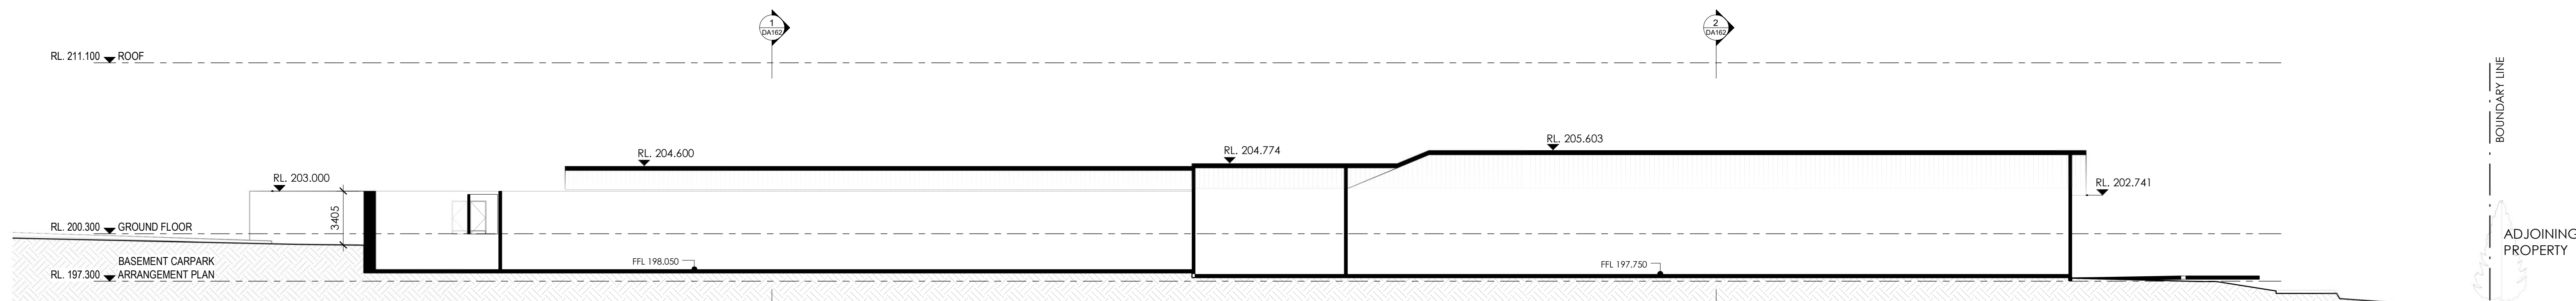 1
DA162
2
DA162
RL. 211.100 ROOF
BOUNDARY LINE
RL. 205.603
RL. 204.600
RL. 204.774
RL. 203.000
RL. 202.741
3405
RL. 200.300 GROUND FLOOR
ADJOINING
PROPERTY
BASEMENT CARPARK
RL. 197.300 ARRANGEMENT PLAN
FFL 198.050
FFL 197.750